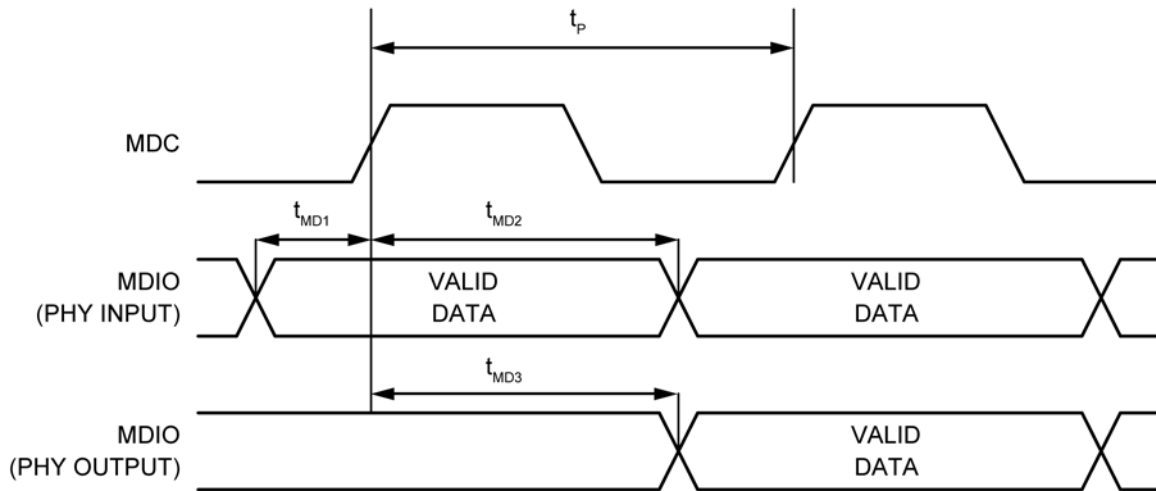 tP
MDC
tMD1
tMD2
MDIO
(PHY INPUT)
VALID
DATA
VALID
DATA
tMD3
MDIO
(PHY OUTPUT)
VALID
DATA